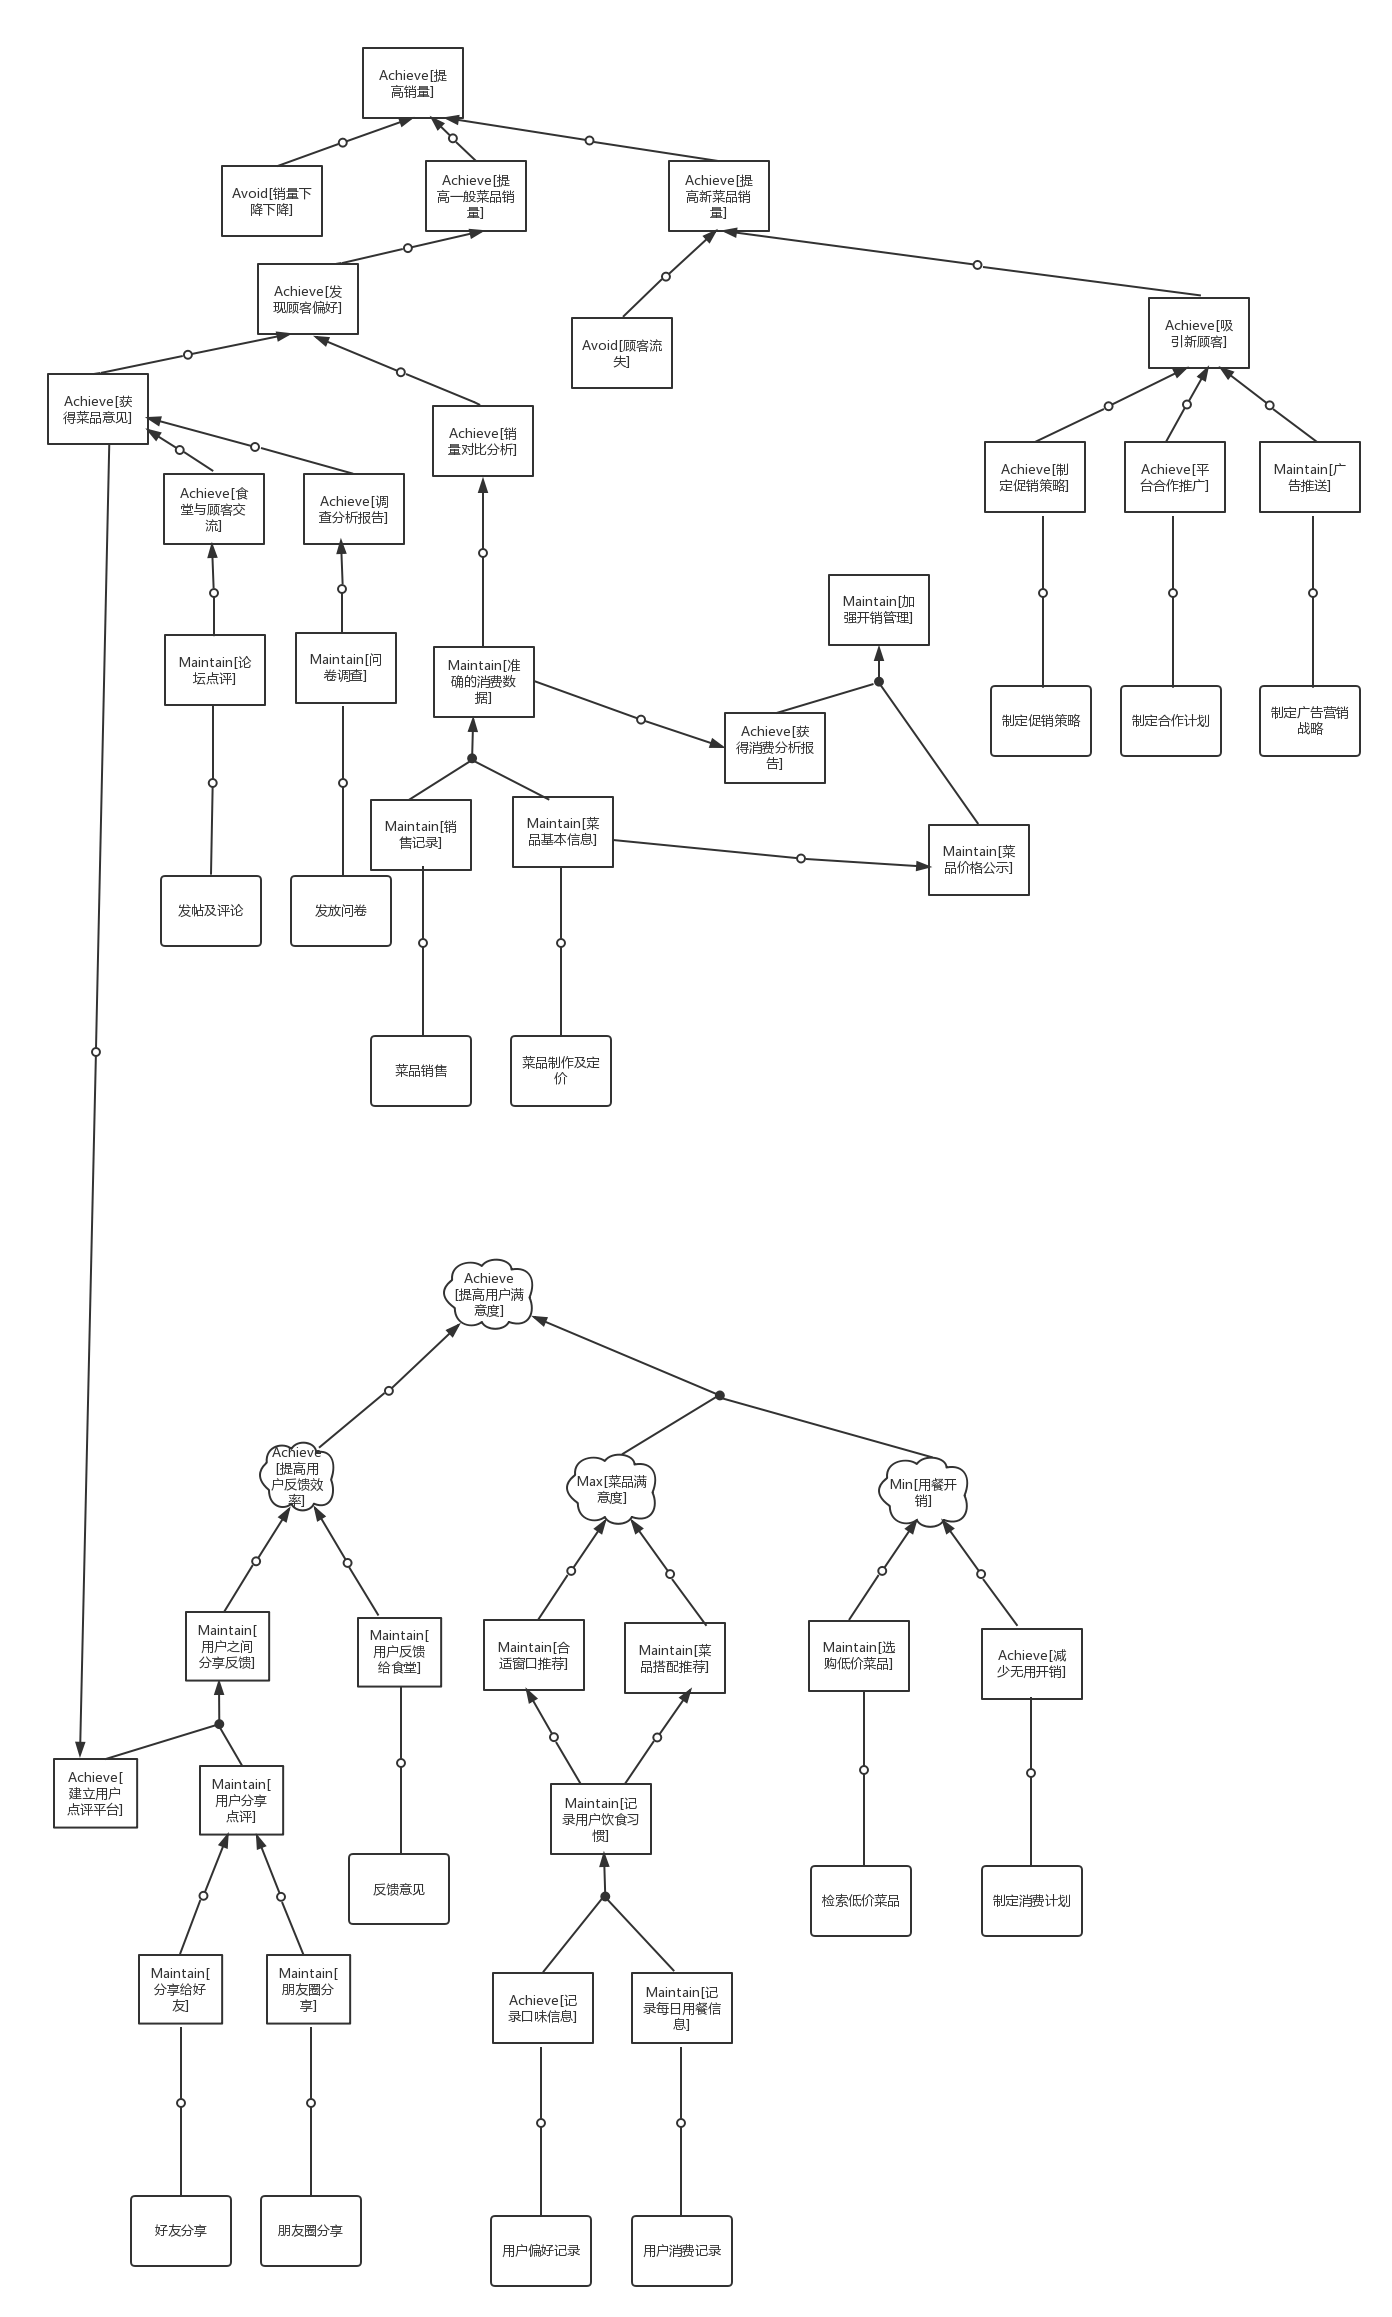 Achieve[提
高销量]
Avoid[销量下
降下降]
Achieve[提
高一般菜品销
量]
Achieve[提
高新菜品销
量]
Achieve[发
现顾客偏好]
Avoid[顾客流
失]
Achieve[吸
引新顾客]
Achieve[获
得菜品意见]
Achieve[销
量对比分析]
Achieve[制
定促销策略]
Achieve[平
台合作推广]
Maintain[广
告推送]
Achieve[食
堂与顾客交
流]
Achieve[调
查分析报告]
Maintain[加
强开销管理]
Maintain[论
坛点评]
Maintain[问
卷调查]
Maintain[准
确的消费数
据]
Achieve[获
得消费分析报
告]
制定促销策略
制定合作计划
制定广告营销
战略
Maintain[销
售记录]
Maintain[菜
品基本信息]
Maintain[菜
品价格公示]
发帖及评论
发放问卷
菜品销售
菜品制作及定
价
Achieve
[提高用户满
意度]
Achieve
[提高用
户反馈效
率]
Max[菜品满
意度]
Min[用餐开
销]
Maintain[
用户之间
分享反馈]
Maintain[
用户反馈
给食堂]
Maintain[合
适窗口推荐]
Maintain[菜
品搭配推荐]
Maintain[选
购低价菜品]
Achieve[减
少无用开销]
Achieve[
建立用户
点评平台]
Maintain[
用户分享
点评]
Maintain[记
录用户饮食习
惯]
反馈意见
检索低价菜品
制定消费计划
Maintain[
分享给好
友]
Maintain[
朋友圈分
享]
Achieve[记
录口味信息]
Maintain[记
录每日用餐信
息]
好友分享
朋友圈分享
用户偏好记录
用户消费记录